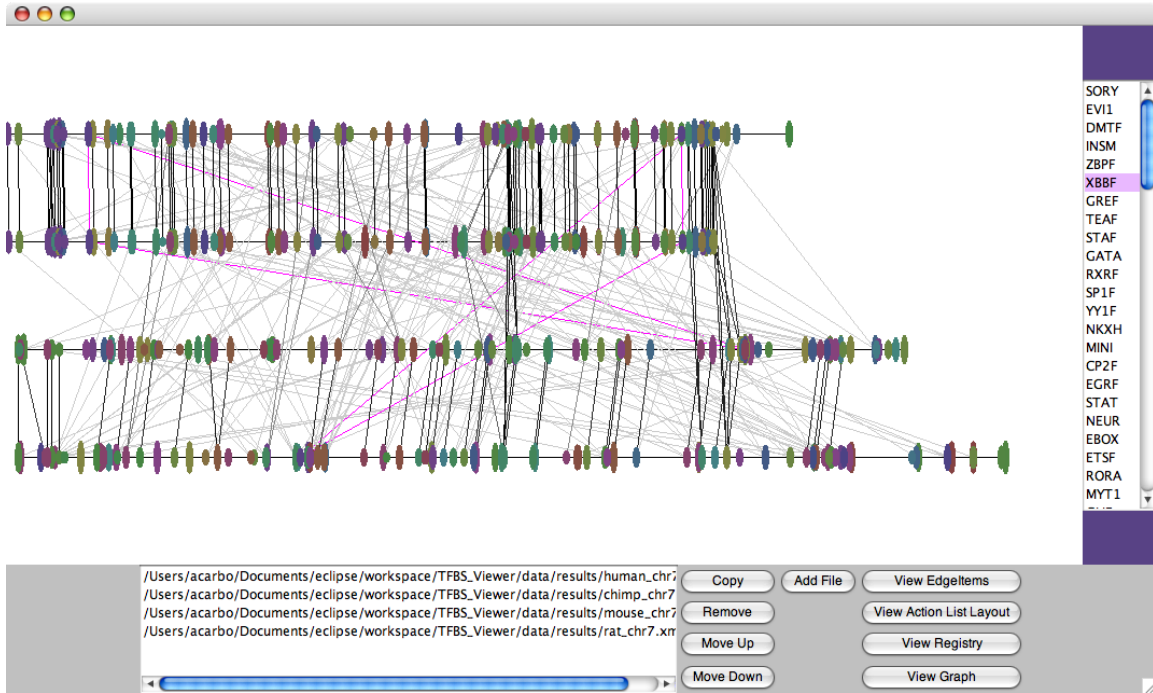 SORY
EVI1
DMTF
INSM
ZBPF
XBBF
GREF
TEAF
STAF
GATA
RXRF
SP1F
YY1F
NKXH
MINI
CP2F
EGRF
STAT
NEUR
EBOX
ETSF
RORA
MYT1
/Users/acarbo/Documents/eclipse/workspace/TFBS_Viewer/data/results/human_chr7
/Users/acarbo/Documents/eclipse/workspace/TFBS_Viewer/data/results/chimp_chr7
/Users/acarbo/Documents/eclipse/workspace/TFBS_Viewer/data/results/mouse_chr7
/Users/acarbo/Documents/eclipse/workspace/TFBS_Viewer/data/results/rat_chr7.xm
Copy
Add File
View EdgeItems
Remove
View Action List Layout
Move Up
View Registry
Move Down
View Graph